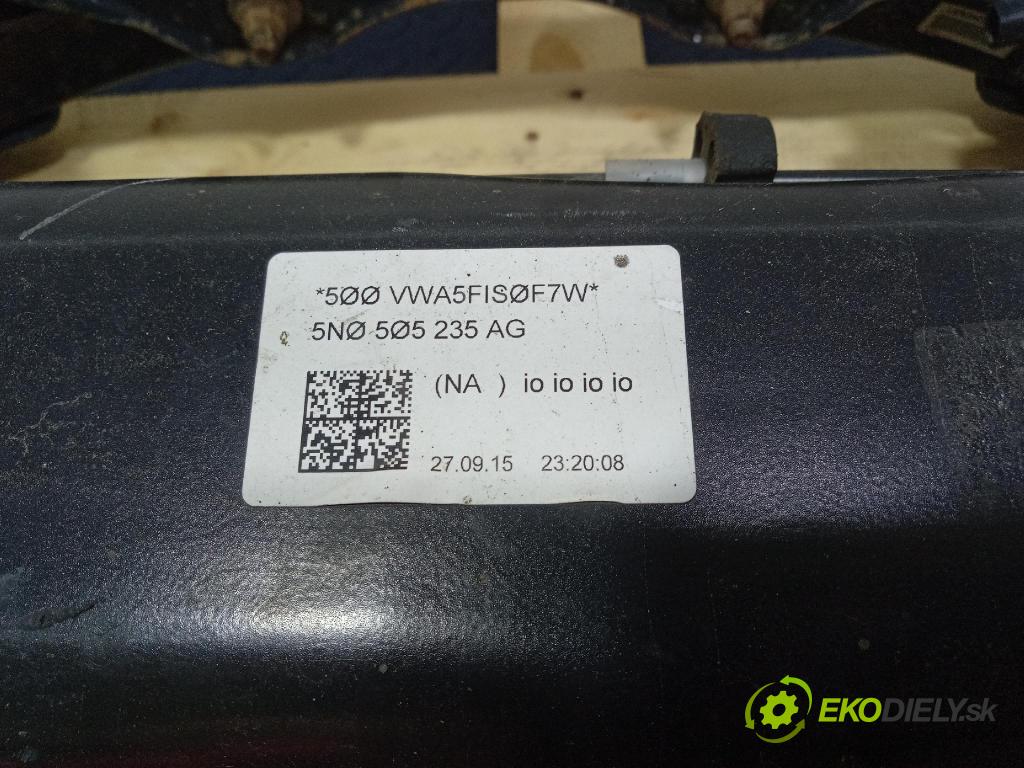 *5ØØ VWA5FISØF7W*
5NØ 5Ø5 235 AG
(NA ) io io io io
27.09.15 23:20:08
EKODIELY.sk